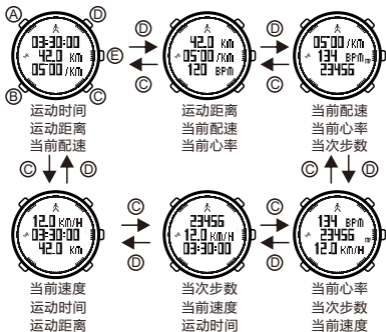 Ⓐ Ⓓ Ⓓ Ⓓ
03:30:00 42.0 Km 05'00 /Km
42.0 Km Ⓔ 05'00 /Km 134 BPM
05'00 /Km 120 BPM 23456
Ⓑ Ⓒ Ⓒ Ⓒ
运动时间 运动距离 当前配速
运动距离 当前配速 当前心率
当前配速 当前心率 当次步数
Ⓒ Ⓓ Ⓒ Ⓓ
Ⓒ Ⓒ
12.0 KM/H 23456 134 BPM
03:30:00 12.0 KM/H 23456 m
42.0 Km 03:30:00 12.0 KM/H
Ⓓ Ⓓ
当前速度 当次步数 当前心率
运动时间 当前速度 当次步数
运动距离 运动时间 当前速度